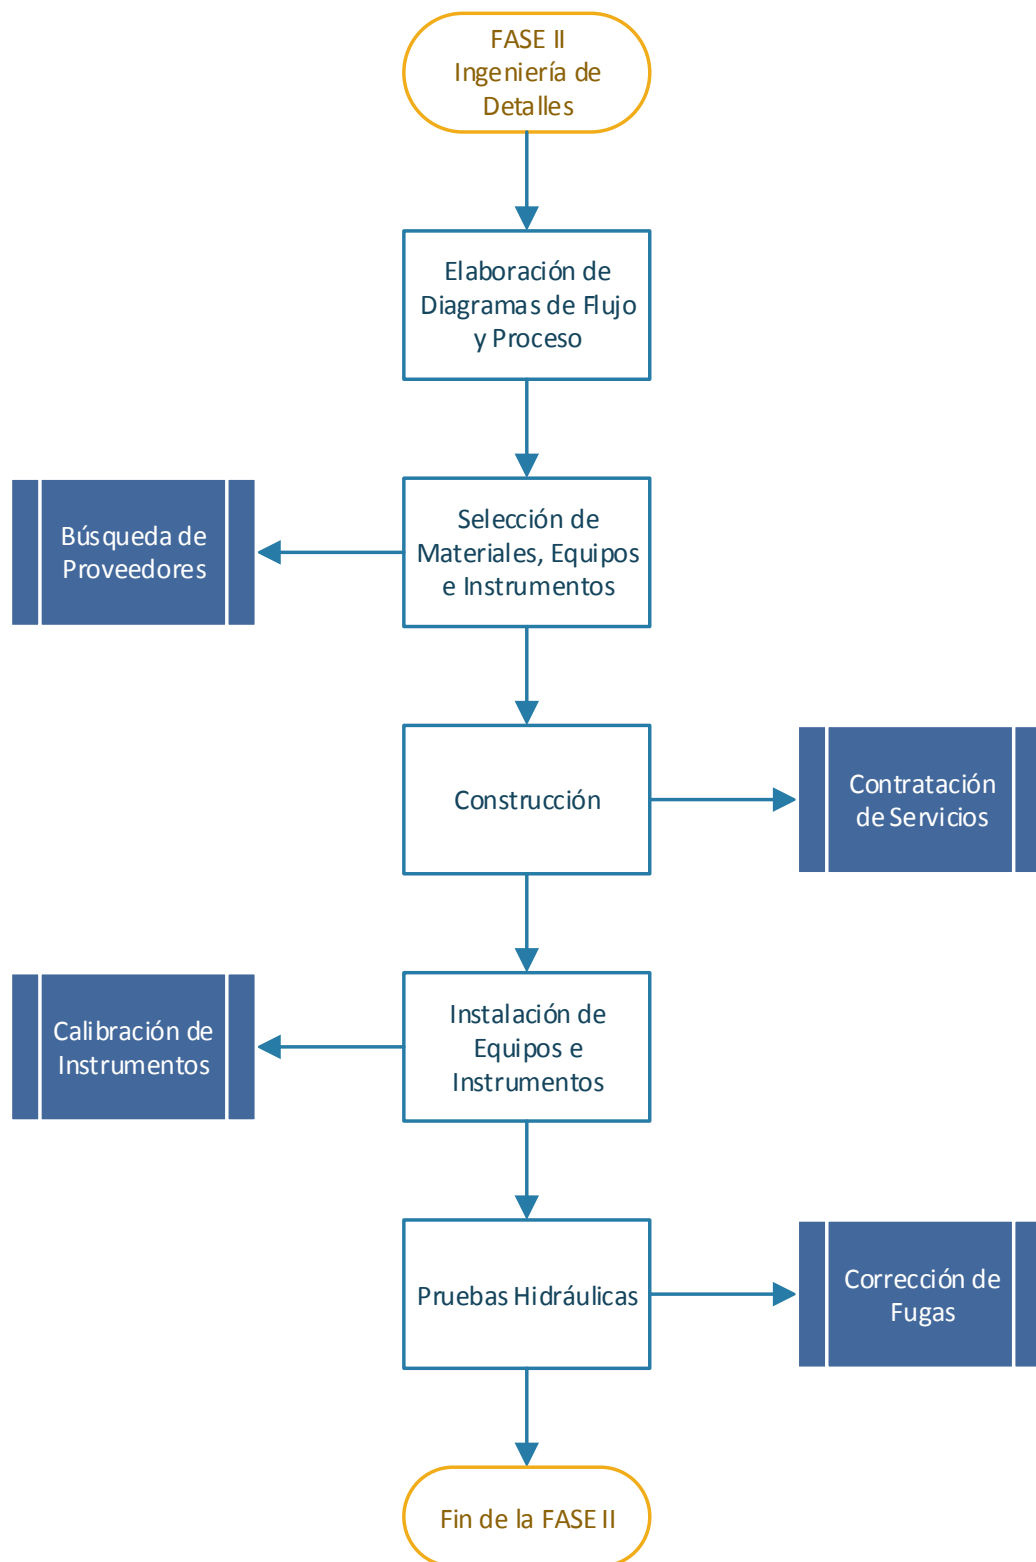 FASE II
Ingeniería de
Detalles
Elaboración de
Diagramas de Flujo
y Proceso
Búsqueda de
Proveedores
Selección de
Materiales, Equipos
e Instrumentos
Construcción
Contratación
de Servicios
Calibración de
Instrumentos
Instalación de
Equipos e
Instrumentos
Pruebas Hidráulicas
Corrección de
Fugas
Fin de la FASE II